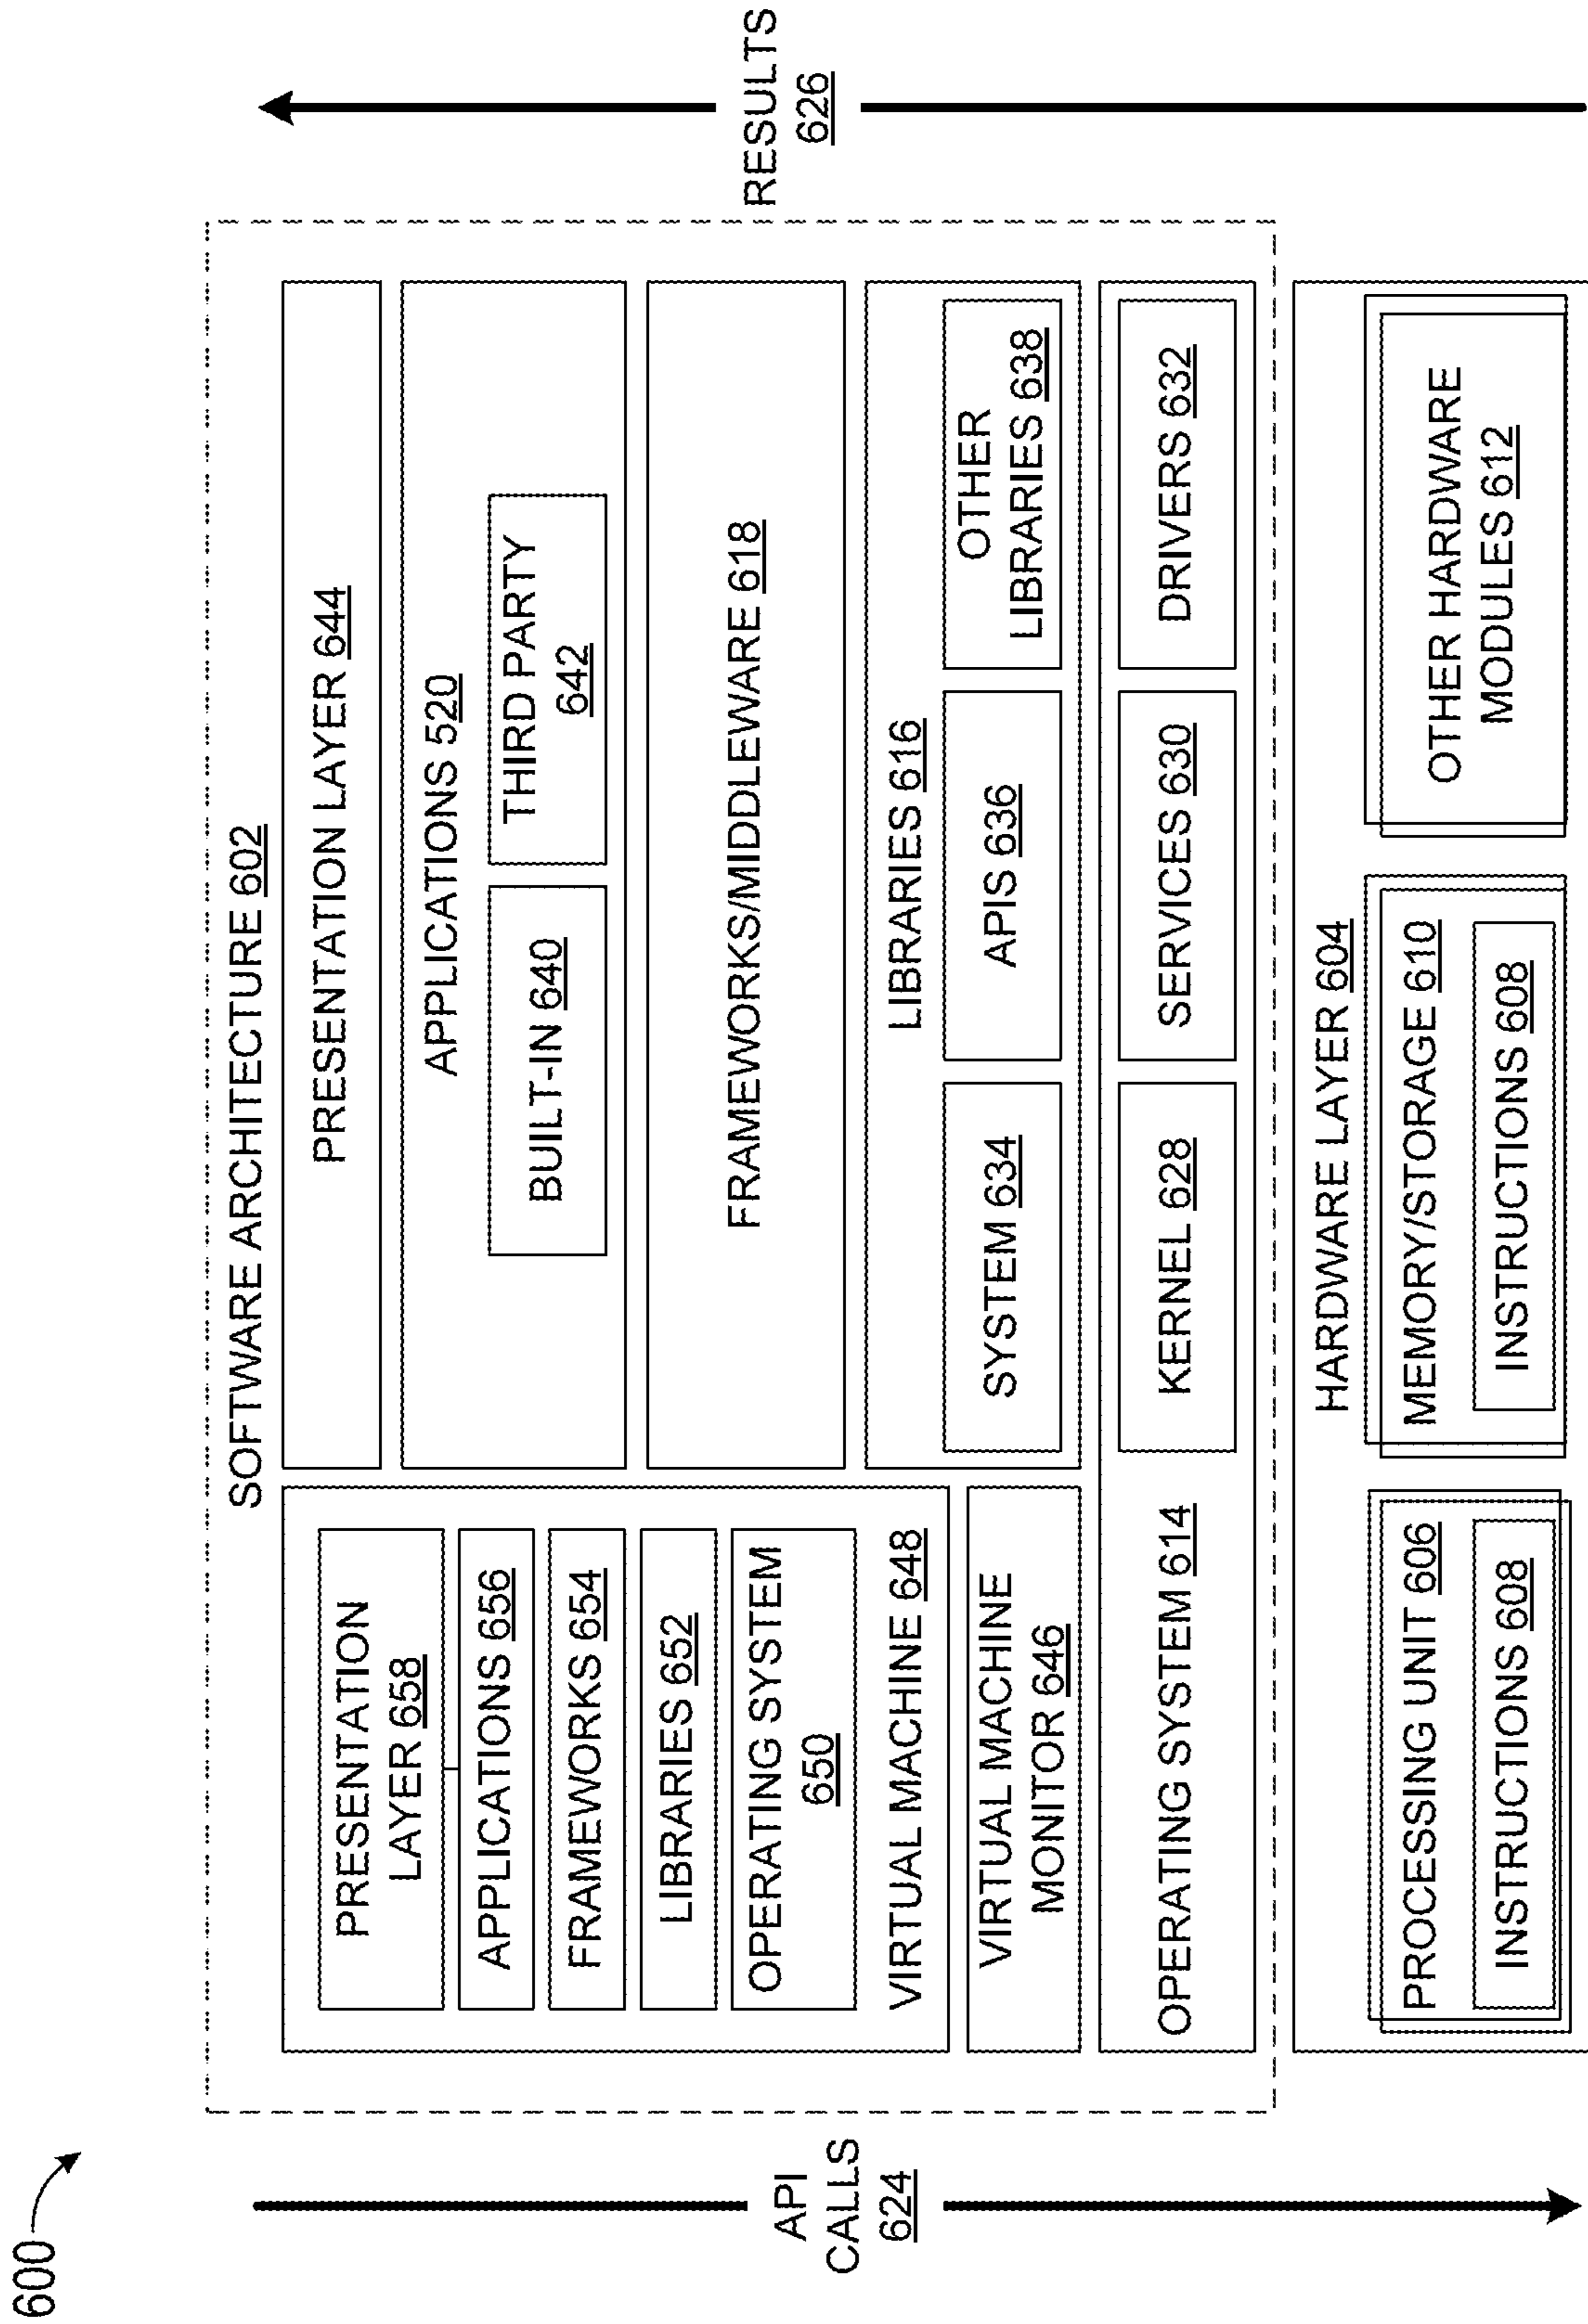 600
SOFTWARE ARCHITECTURE 602
PRESENTATION
LAYER 658
APPLICATIONS 656
FRAMEWORKS 654
LIBRARIES 652
OPERATING SYSTEM
650
VIRTUAL MACHINE 648
VIRTUAL MACHINE
MONITOR 646
PRESENTATION LAYER 644
APPLICATIONS 520
BUILT-IN 640
THIRD PARTY
642
FRAMEWORKS/MIDDLEWARE 618
LIBRARIES 616
SYSTEM 634
APIS 636
OTHER
LIBRARIES 638
OPERATING SYSTEM 614
KERNEL 628
SERVICES 630
DRIVERS 632
HARDWARE LAYER 604
PROCESSING UNIT 606
INSTRUCTIONS 608
MEMORY/STORAGE 610
INSTRUCTIONS 608
OTHER HARDWARE
MODULES 612
API
CALLS
624
RESULTS
626